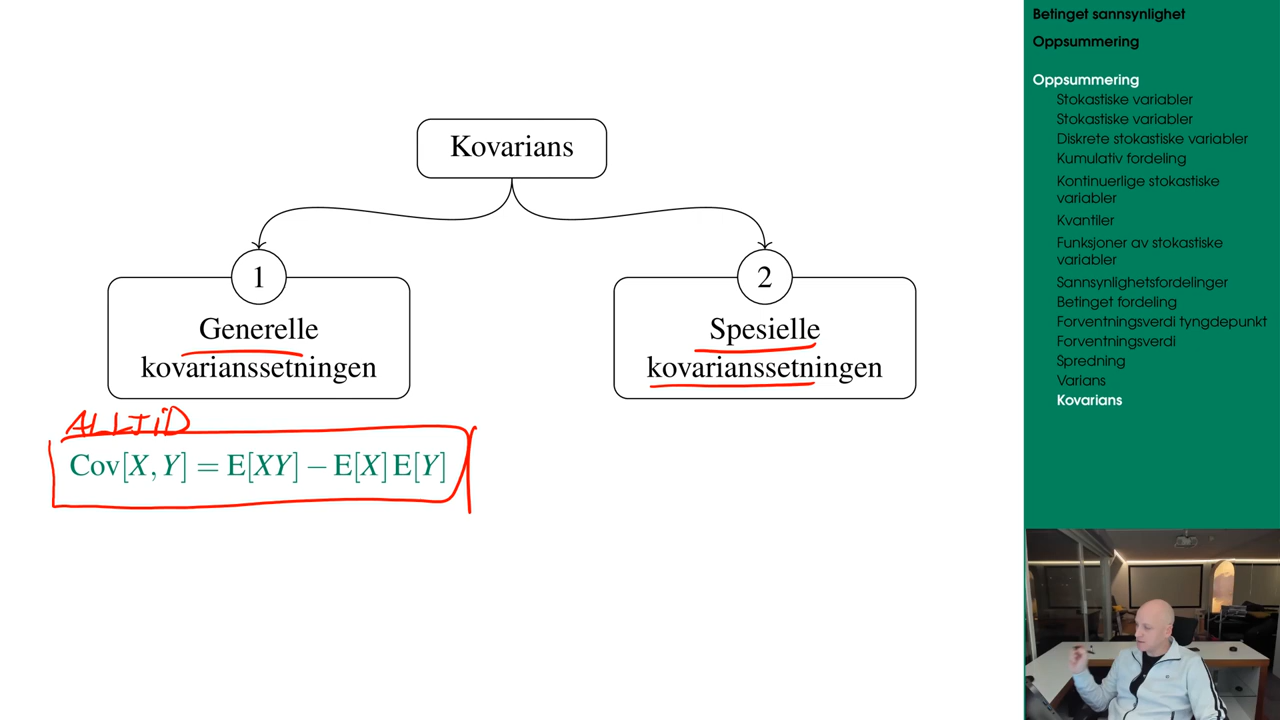 Kovarians
1
Generelle
kovarianssetningen
2
Spesielle
kovarianssetningen
ALLTID
Cov[X, Y] = E[XY] − E[X] E[Y]
Betinget sannsynlighet
Oppsummering
Oppsummering
Stokastiske variabler
Stokastiske variabler
Diskrete stokastiske variabler
Kumulativ fordeling
Kontinuerlige stokastiske
variabler
Kvantiler
Funksjoner av stokastiske
variabler
Sannsynlighetsfordelinger
Betinget fordeling
Forventningsverdi tyngdepunkt
Forventningsverdi
Spredning
Varians
Kovarians